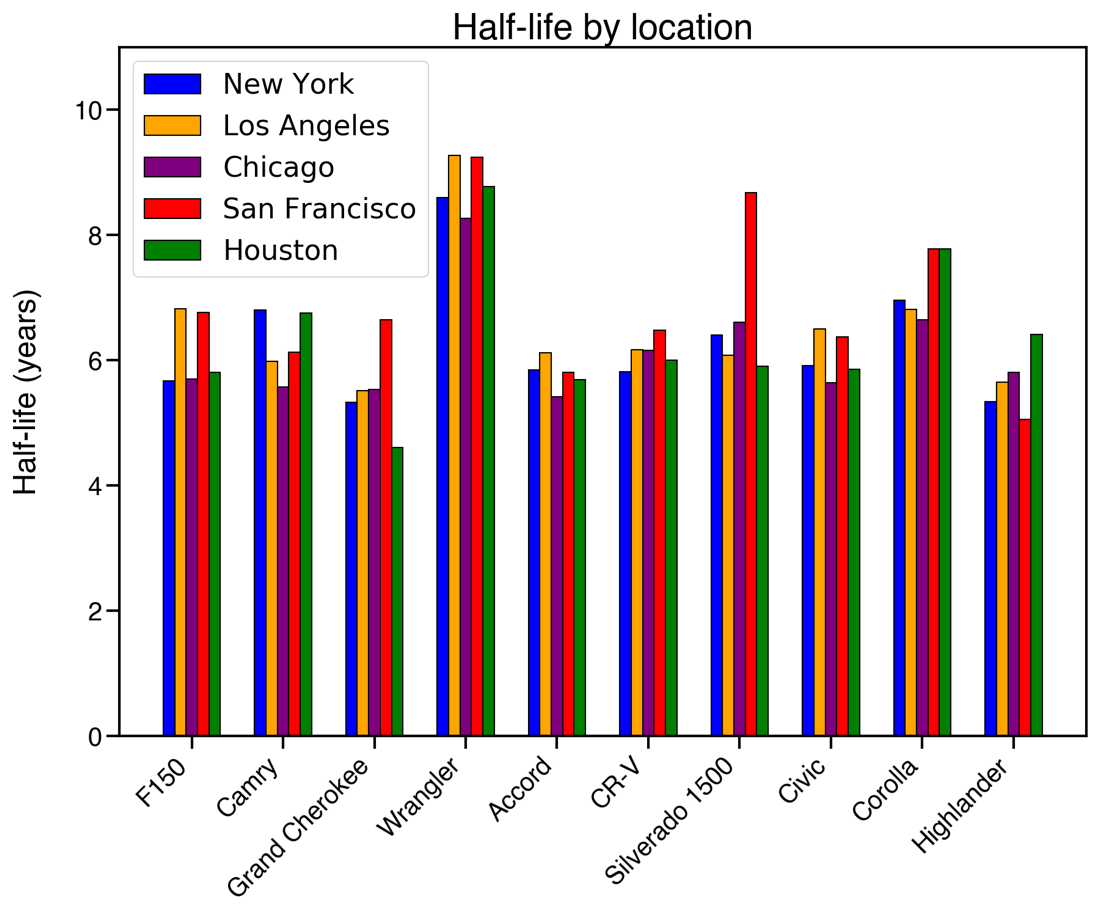 Half-life by location
New York
Los Angeles
Chicago
San Francisco
Houston
Half-life (years)
10
8
6
4
2
0
F150
Camry
Grand Cherokee
Wrangler
Accord
CR-V
Silverado 1500
Civic
Corolla
Highlander